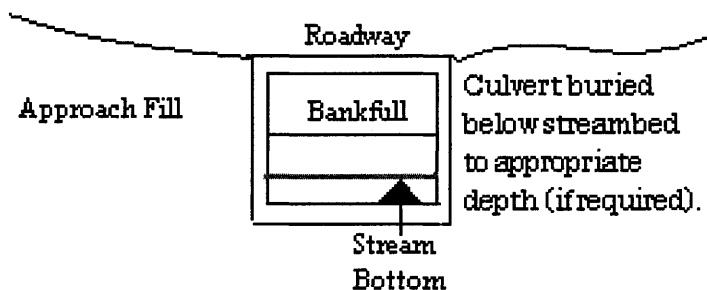 Roadway
Approach Fill
Bankfull
Culvert buried
below streambed
to appropriate
depth (if required).
Stream
Bottom